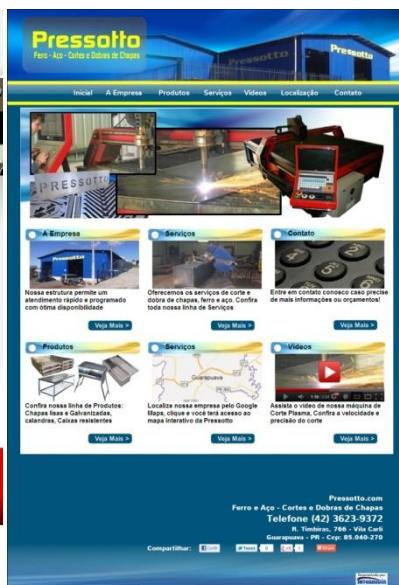 Pressotto
Ferro - Aço - Cortes e Dobras de Chapas
Pressotto
Pressotto
Inicial A Empresa Produtos Serviços Videos Localização Contato
PRESSOTTO
A Empresa
Serviços
Contato
Nossa estrutura permite um
atendimento rápido e programado
com ótima disponibilidade
Oferecemos os serviços de corte e
dobra de chapas, ferro e aço. Confira
toda nossa linha de Serviços
Entre em contato conosco caso precise
de mais informações ou orçamentos!
Veja Mais >
Veja Mais >
Veja Mais >
Produtos
Serviços
Videos
Guarapuava
Confira nossa linha de Produtos:
Chapas lisas e Galvanizadas,
calandras, Caixas resistentes
Localize nossa empresa pelo Google
Maps, clique e você terá acesso ao
mapa interativo da Pressotto
Assista o video de nossa máquina de
Corte Plasma, Confira a velocidade e
precisão do corte
Veja Mais >
Veja Mais >
Veja Mais >
Pressotto.com
Ferro e Aço - Cortes e Dobras de Chapas
Telefone (42) 3623-9372
R. Timbiras, 766 - Vila Carli
Guarapuava - PR - Cep: 85.040-270
Compartilhar:
Tweet 0